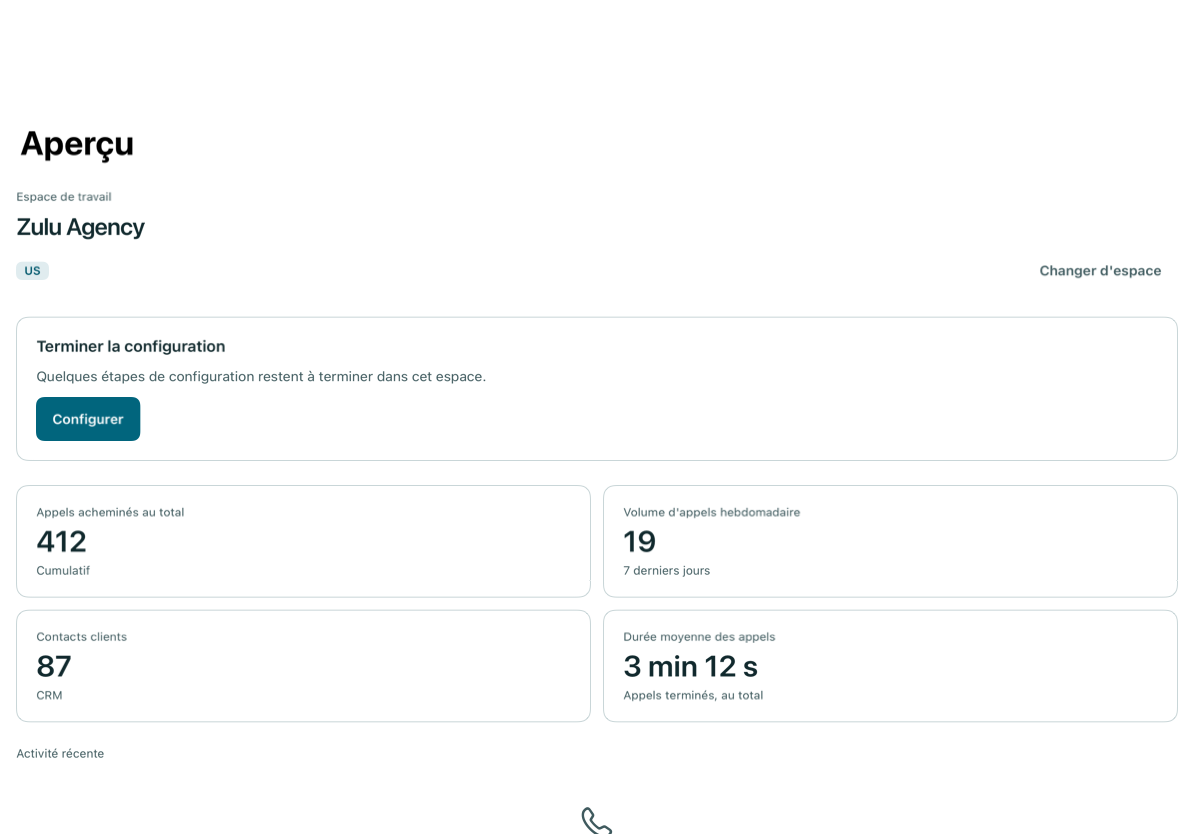 Aperçu
Espace de travail
Zulu Agency
US
Changer d'espace
Terminer la configuration
Quelques étapes de configuration restent à terminer dans cet espace.
Configurer
Appels acheminés au total
412
Cumulatif
Volume d'appels hebdomadaire
19
7 derniers jours
Contacts clients
87
CRM
Durée moyenne des appels
3 min 12 s
Appels terminés, au total
Activité récente